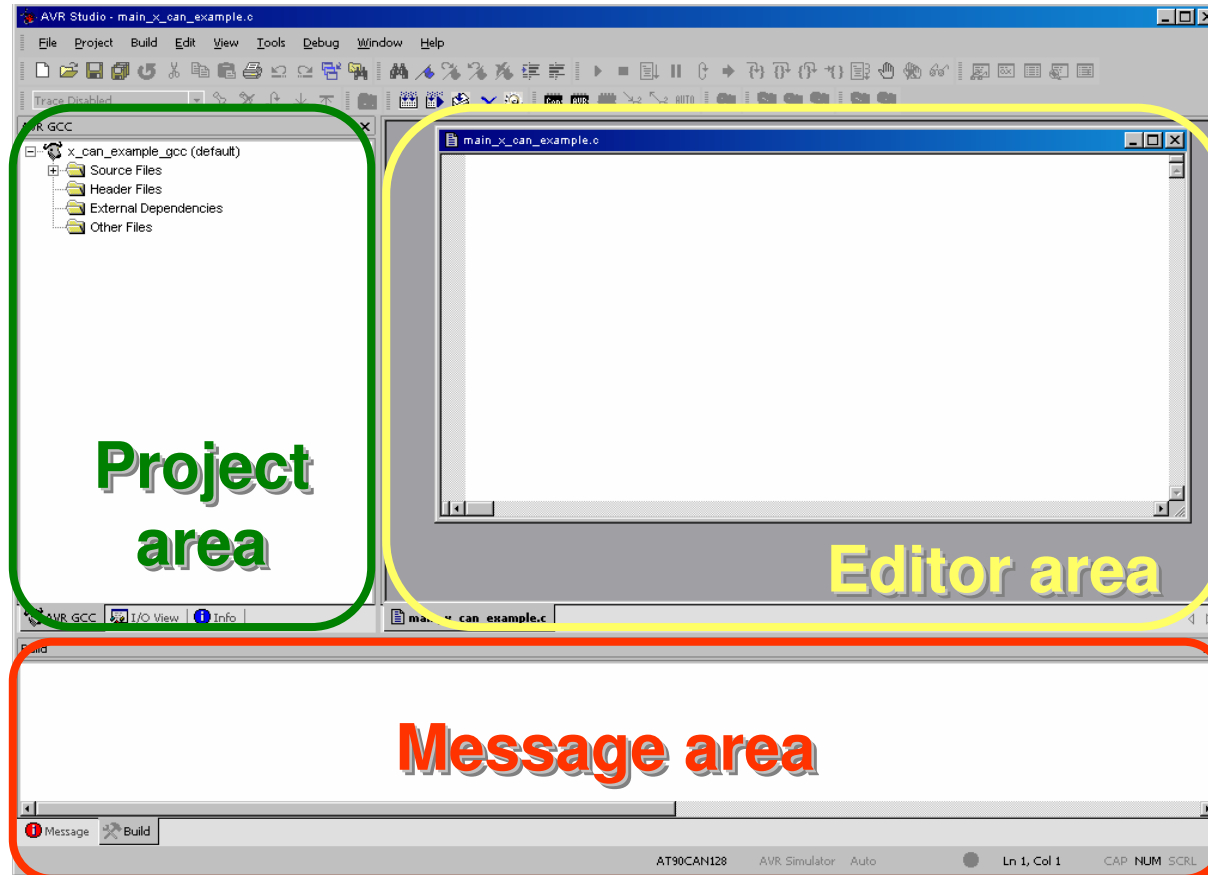 AVR Studio - main_x_can_example.c
File Project Build Edit View Tools Debug Window Help
Trace Disabled
AUTO
AVR GCC
main_x_can_example.c
x_can_example_gcc (default)
Source Files
Header Files
External Dependencies
Other Files
Project
area
Editor area
AVR GCC I/O View Info
main_x_can_example.c
Build
Message area
Message Build
AT90CAN128 AVR Simulator Auto Ln 1, Col 1 CAP NUM SCRL